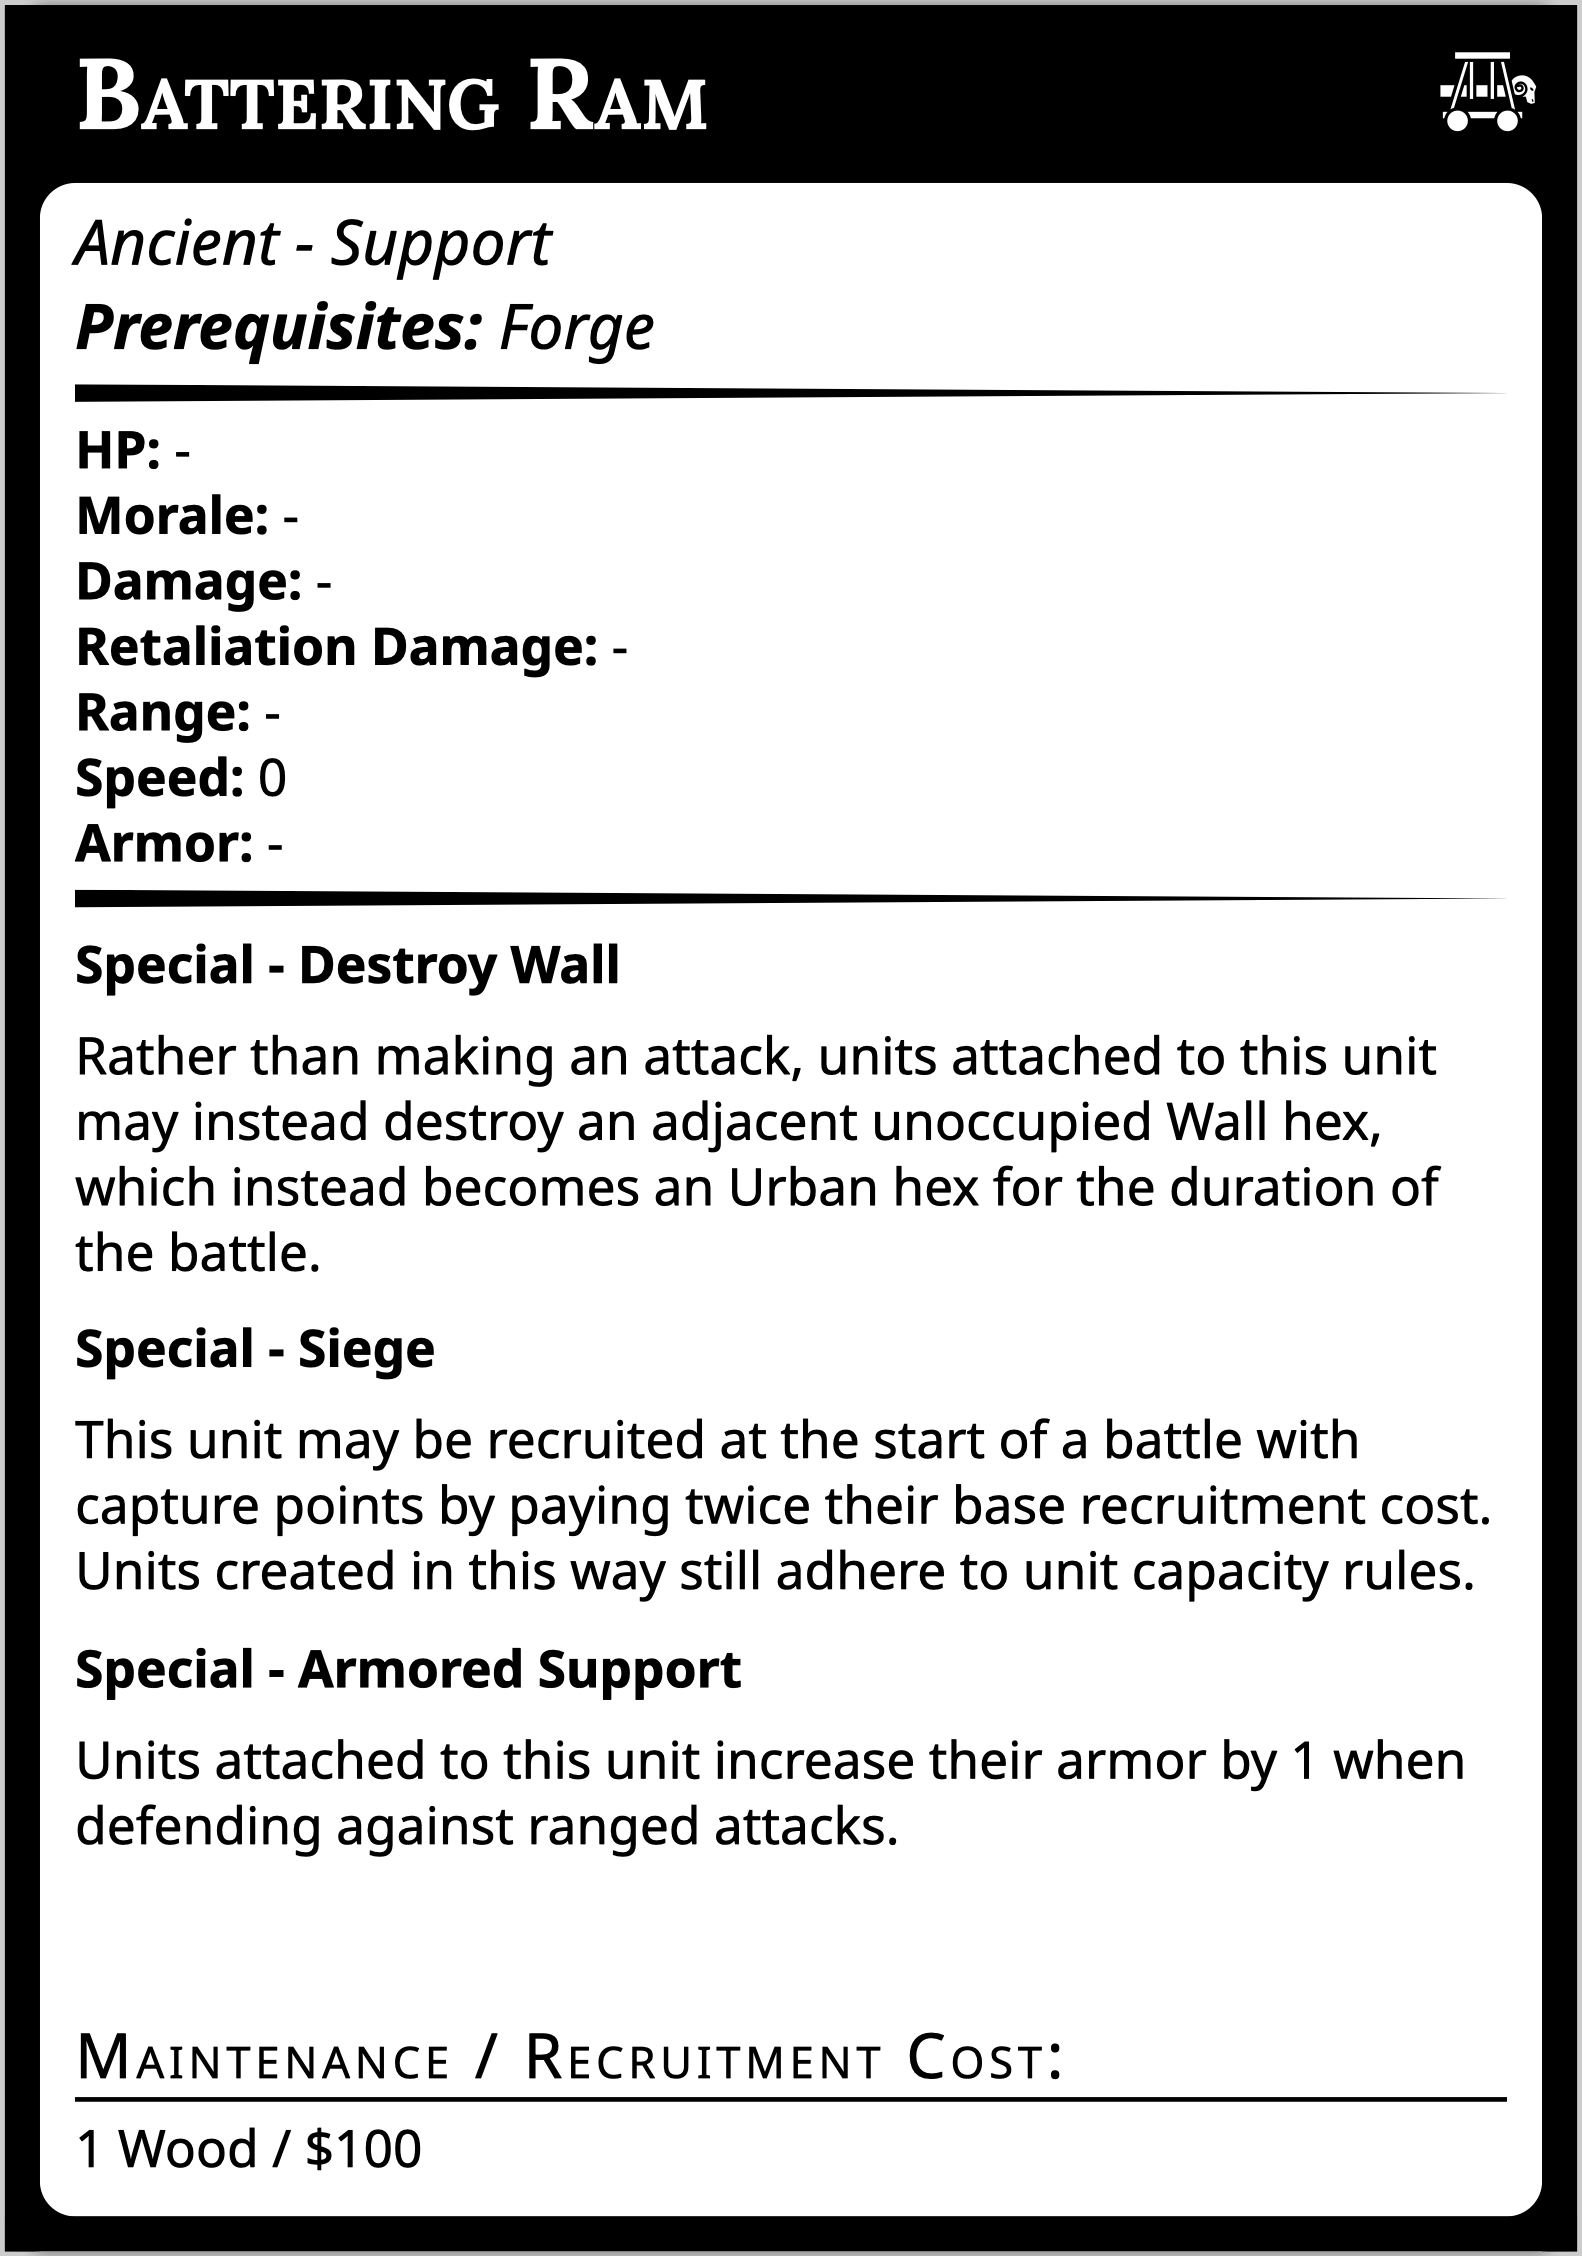 Battering Ram
Ancient - Support
Prerequisites: Forge
HP: -
Morale: -
Damage: -
Retaliation Damage: -
Range: -
Speed: 0
Armor: -
Special - Destroy Wall
Rather than making an attack, units attached to this unit
may instead destroy an adjacent unoccupied Wall hex,
which instead becomes an Urban hex for the duration of
the battle.
Special - Siege
This unit may be recruited at the start of a battle with
capture points by paying twice their base recruitment cost.
Units created in this way still adhere to unit capacity rules.
Special - Armored Support
Units attached to this unit increase their armor by 1 when
defending against ranged attacks.
Maintenance / Recruitment Cost:
1 Wood / $100